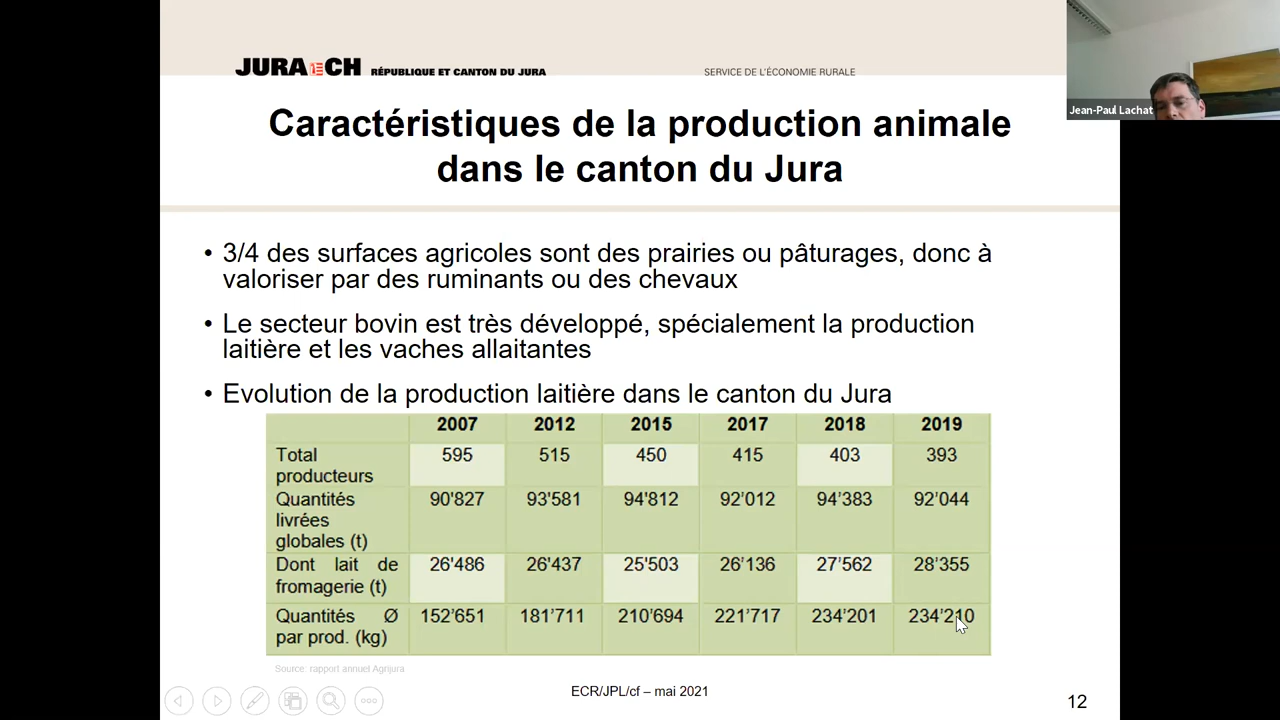 JURA CH RÉPUBLIQUE ET CANTON DU JURA
SERVICE DE L'ÉCONOMIE RURALE
Jean-Paul Lachat
Caractéristiques de la production animale
dans le canton du Jura
• 3/4 des surfaces agricoles sont des prairies ou pâturages, donc à
valoriser par des ruminants ou des chevaux
• Le secteur bovin est très développé, spécialement la production
laitière et les vaches allaitantes
• Evolution de la production laitière dans le canton du Jura
2007 2012 2015 2017 2018 2019
Total
producteurs
595 515 450 415 403 393
Quantités
livrées
globales (t)
90'827 93'581 94'812 92'012 94'383 92'044
Dont lait de
fromagerie (t)
26'486 26'437 25'503 26'136 27'562 28'355
Quantités Ø
par prod. (kg)
152'651 181'711 210'694 221'717 234'201 234'210
Source: rapport annuel Agrijura
ECR/JPL/cf – mai 2021
12